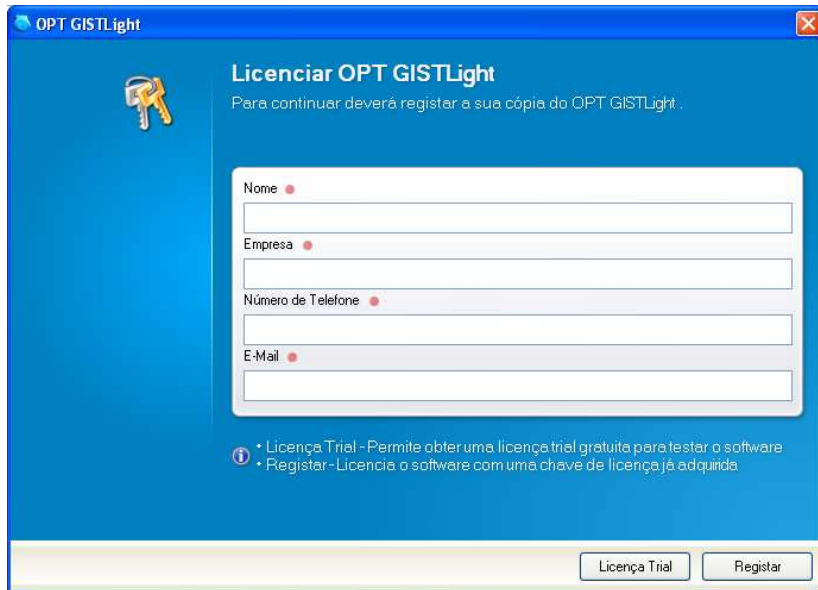 OPT GISTLight
Licenciar OPT GISTLight
Para continuar deverá registar a sua cópia do OPT GISTLight .
Nome
Empresa
Número de Telefone
E-Mail
• Licença Trial - Permite obter uma licença trial gratuita para testar o software
• Registar - Licencia o software com uma chave de licença já adquirida
Licença Trial
Registar